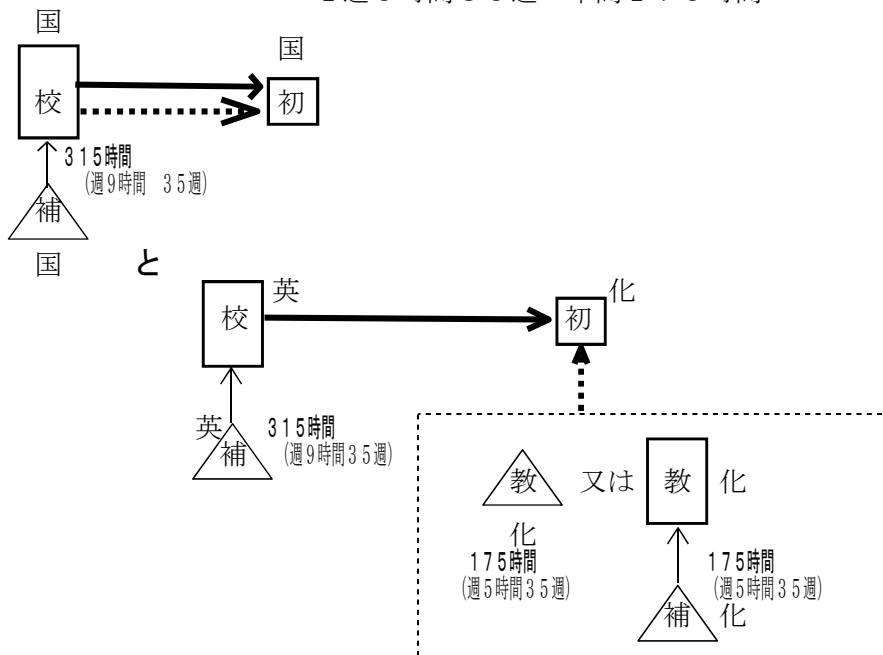 国
国
校
初
３１５時間
(週９時間　３５週)
補
国
と
英
化
校
初
英
３１５時間
(週９時間３５週)
補
教
又は
教
化
化
１７５時間
(週５時間３５週)
１７５時間
(週５時間３５週)
補
化